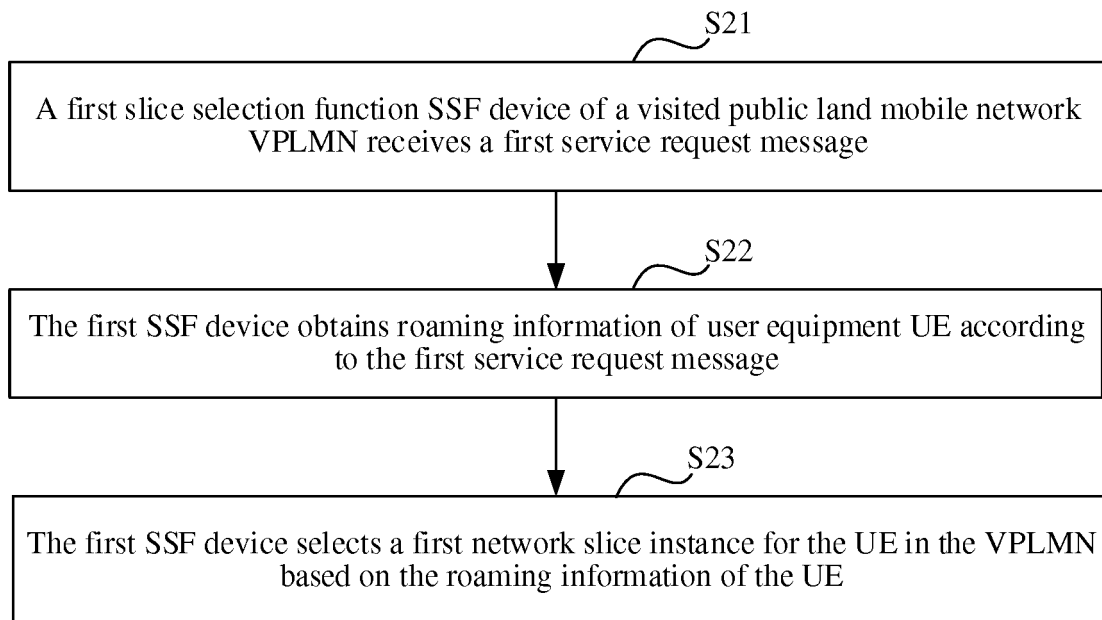 S21
A first slice selection function SSF device of a visited public land mobile network
VPLMN receives a first service request message
S22
The first SSF device obtains roaming information of user equipment UE according
to the first service request message
S23
The first SSF device selects a first network slice instance for the UE in the VPLMN
based on the roaming information of the UE